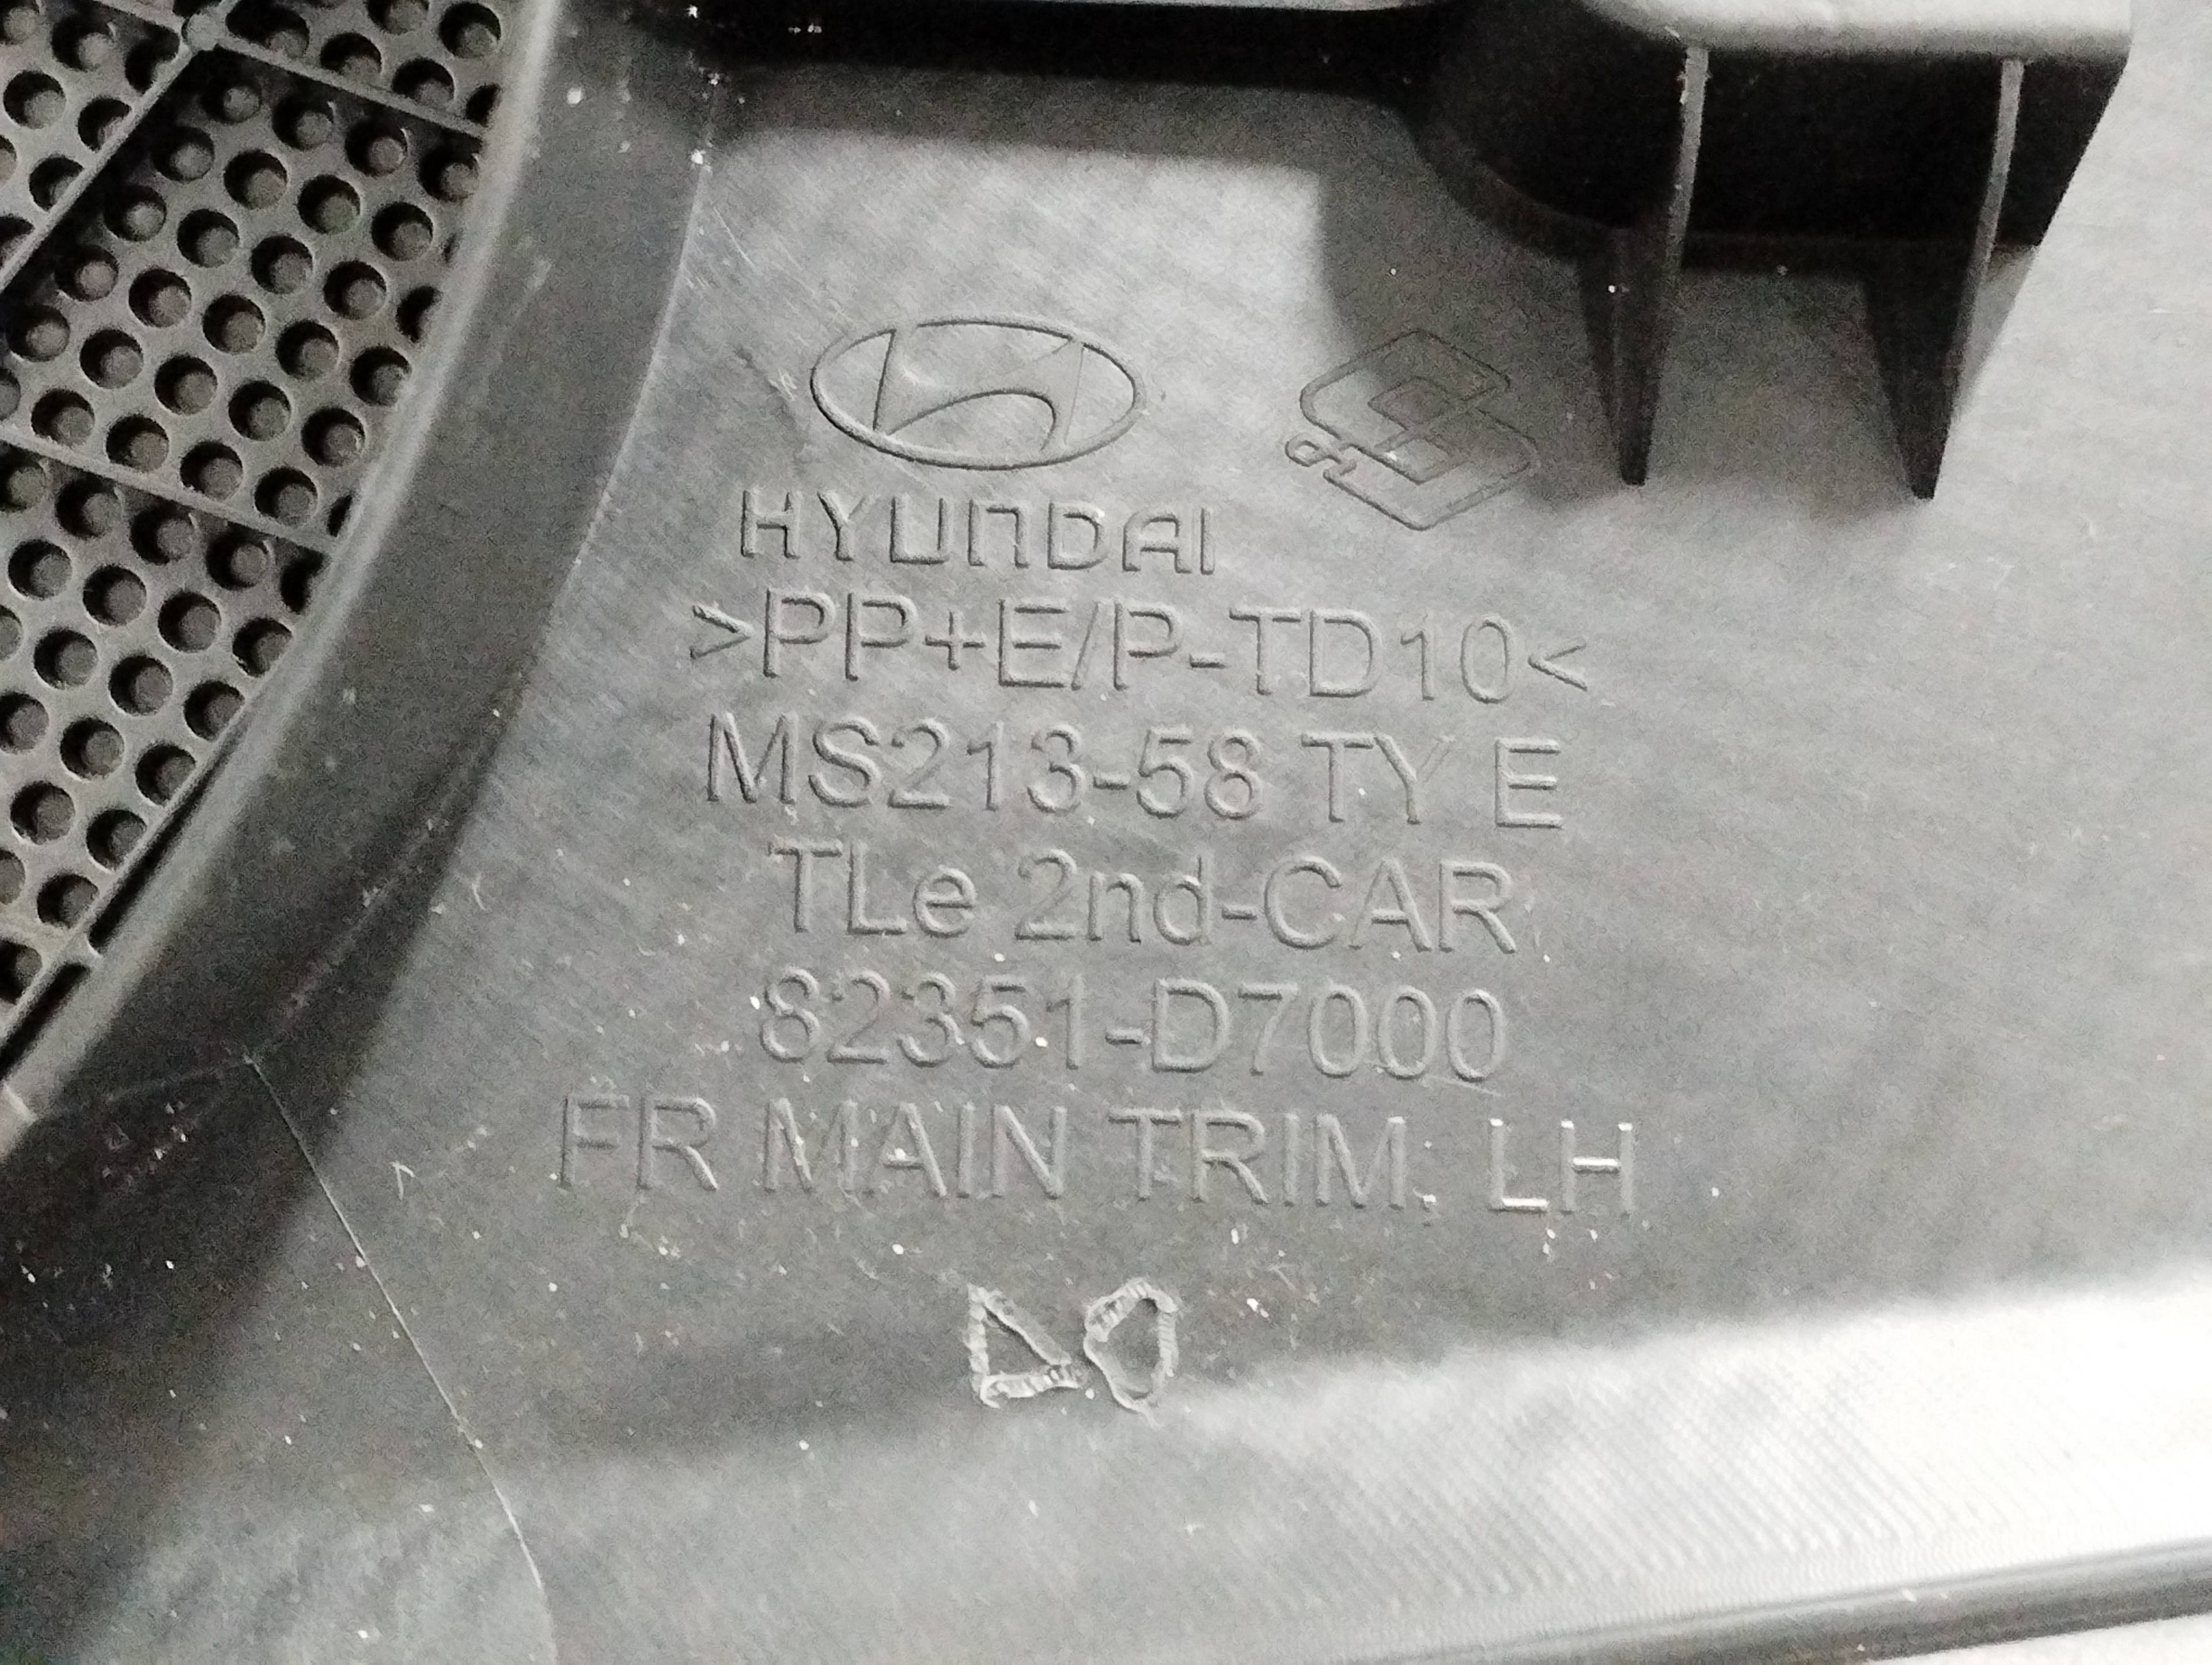 HYUNDAI
>PP+E/P-TD10<
MS213-58 TY E
TLe 2nd-CAR
82351-D7000
FR MAIN TRIM, LH